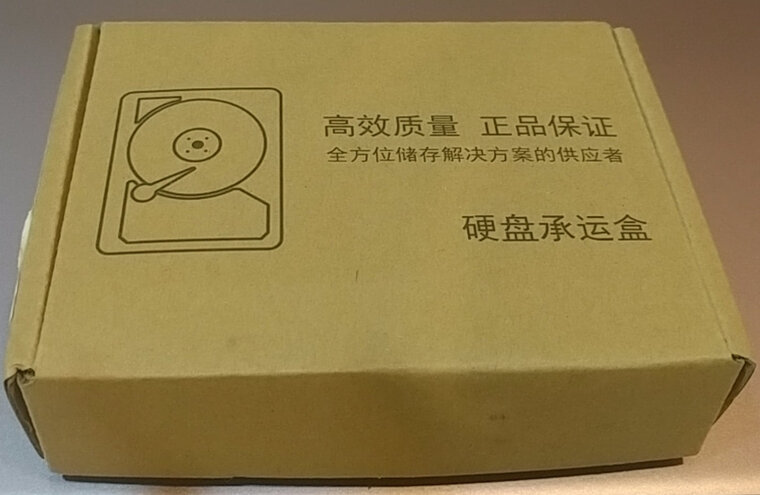 高效质量 正品保证
全方位储存解决方案的供应者
硬盘承运盒